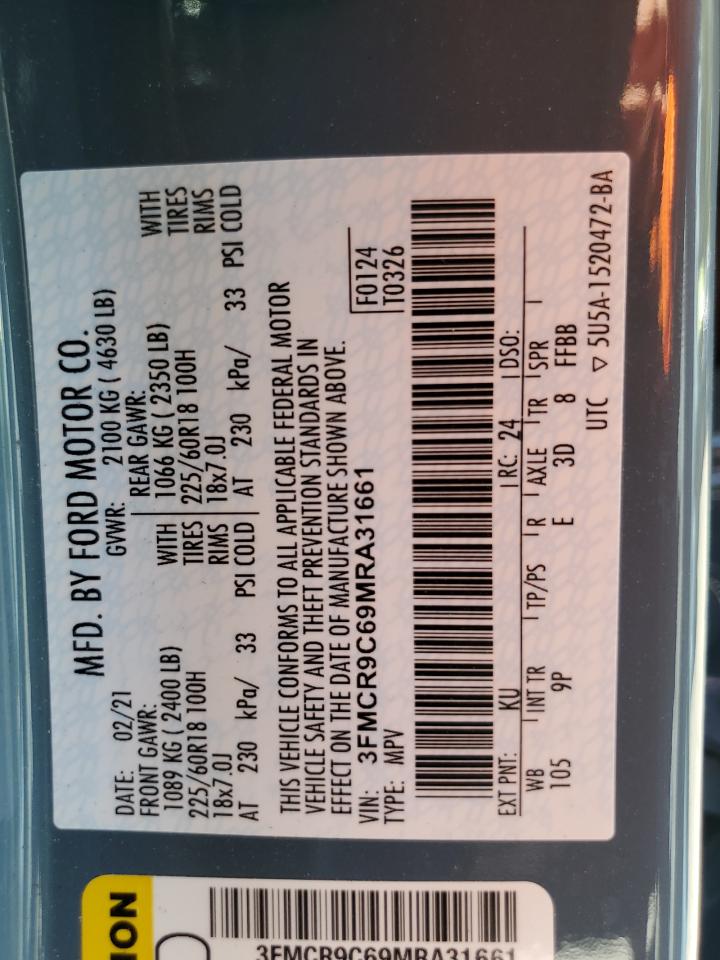 MFD. BY FORD MOTOR CO.
DATE: 02/21 GVWR: 2100 KG ( 4630 LB)
FRONT GAWR: REAR GAWR:
1089 KG ( 2400 LB) WITH 1066 KG ( 2350 LB) WITH
225/60R18 100H TIRES 225/60R18 100H TIRES
18x7.0J RIMS 18x7.0J RIMS
AT 230 kPa/ 33 PSI COLD AT 230 kPa/ 33 PSI COLD
THIS VEHICLE CONFORMS TO ALL APPLICABLE FEDERAL MOTOR
VEHICLE SAFETY AND THEFT PREVENTION STANDARDS IN
EFFECT ON THE DATE OF MANUFACTURE SHOWN ABOVE.
VIN: 3FMCR9C69MRA31661 F0124
TYPE: MPV T0326
EXT PNT: KU RC: 24 DSO:
WB INT TR TP/PS R AXLE TR SPR
105 9P E 3D 8 FFBB
UTC ▽ 5U5A-1520472-BA
ION
3FMCR9C69MRA31661